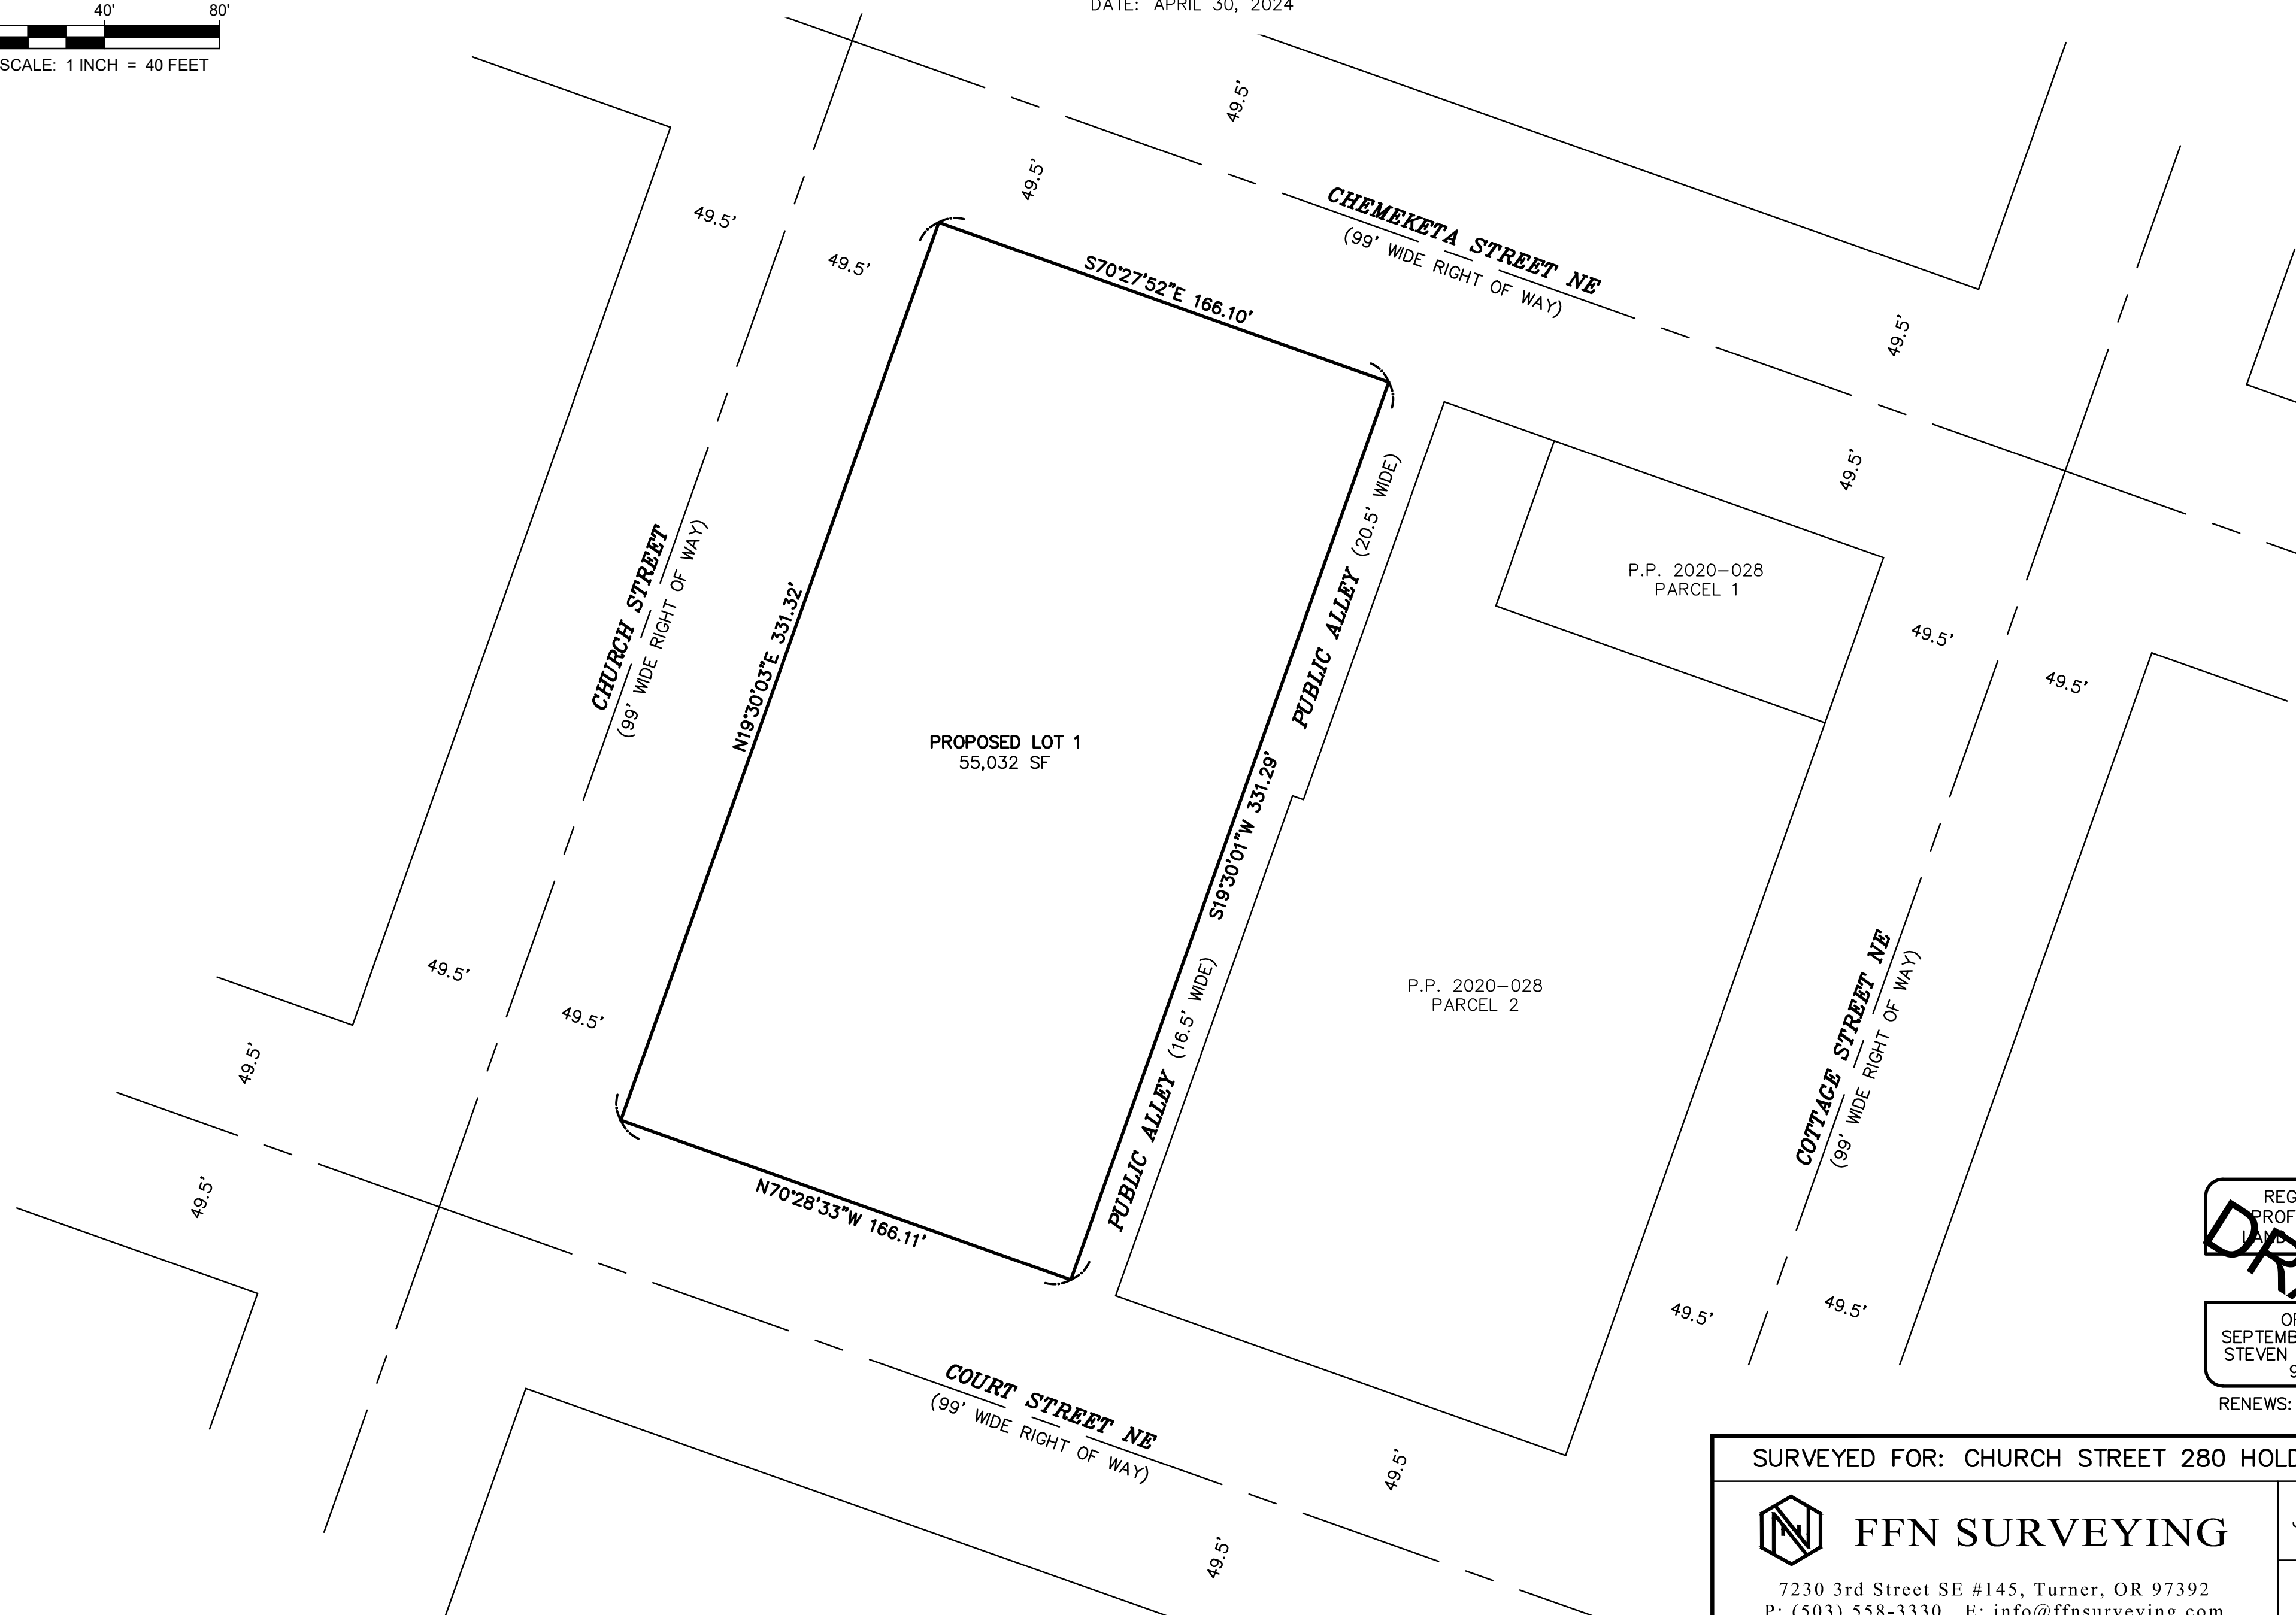 DATE: APRIL 30, 2024
40' 80'
SCALE: 1 INCH = 40 FEET
49.5'
49.5'
49.5'
49.5'
CHEMEKETA STREET NE
(99' WIDE RIGHT OF WAY)
S70°27'52"E 166.10'
49.5'
49.5'
PUBLIC ALLEY (20.5' WIDE)
P.P. 2020-028
PARCEL 1
49.5'
49.5'
CHURCH STREET
(99' WIDE RIGHT OF WAY)
N19°30'03"E 331.32'
PROPOSED LOT 1
55,032 SF
S19°30'01"W 331.29'
P.P. 2020-028
PARCEL 2
PUBLIC ALLEY (16.5' WIDE)
COTTAGE STREET NE
(99' WIDE RIGHT OF WAY)
49.5'
49.5'
49.5'
49.5'
N70°28'33"W 166.11'
49.5'
49.5'
COURT STREET NE
(99' WIDE RIGHT OF WAY)
49.5'
49.5'
RENEWS:
SURVEYED FOR: CHURCH STREET 280
FFN SURVEYING
7230 3rd Street SE #145, Turner, OR 97392
P: (503) 558-3330 E: info@ffnsurveying.com